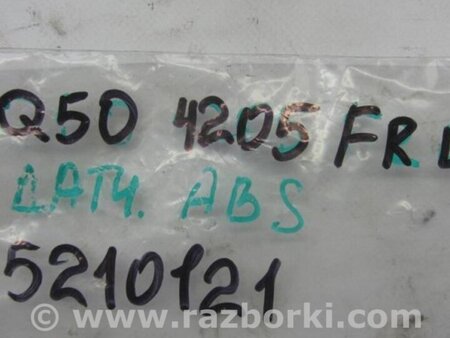 Q50 4205 FR L
ДАТЧ. ABS
5210121
www.razborki.com